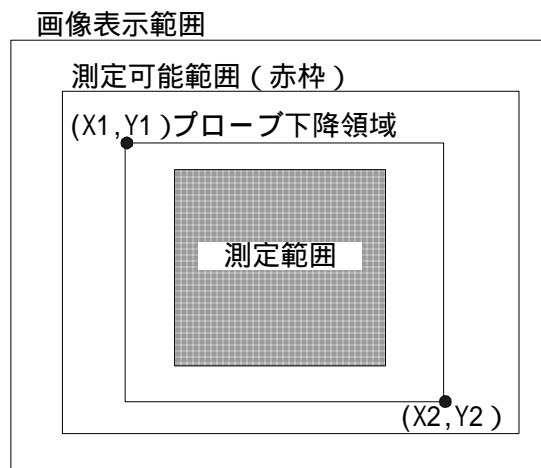 画像表示範囲
測定可能範囲(赤枠)
(X1,Y1)プローブ下降領域
測定範囲
(X2,Y2)